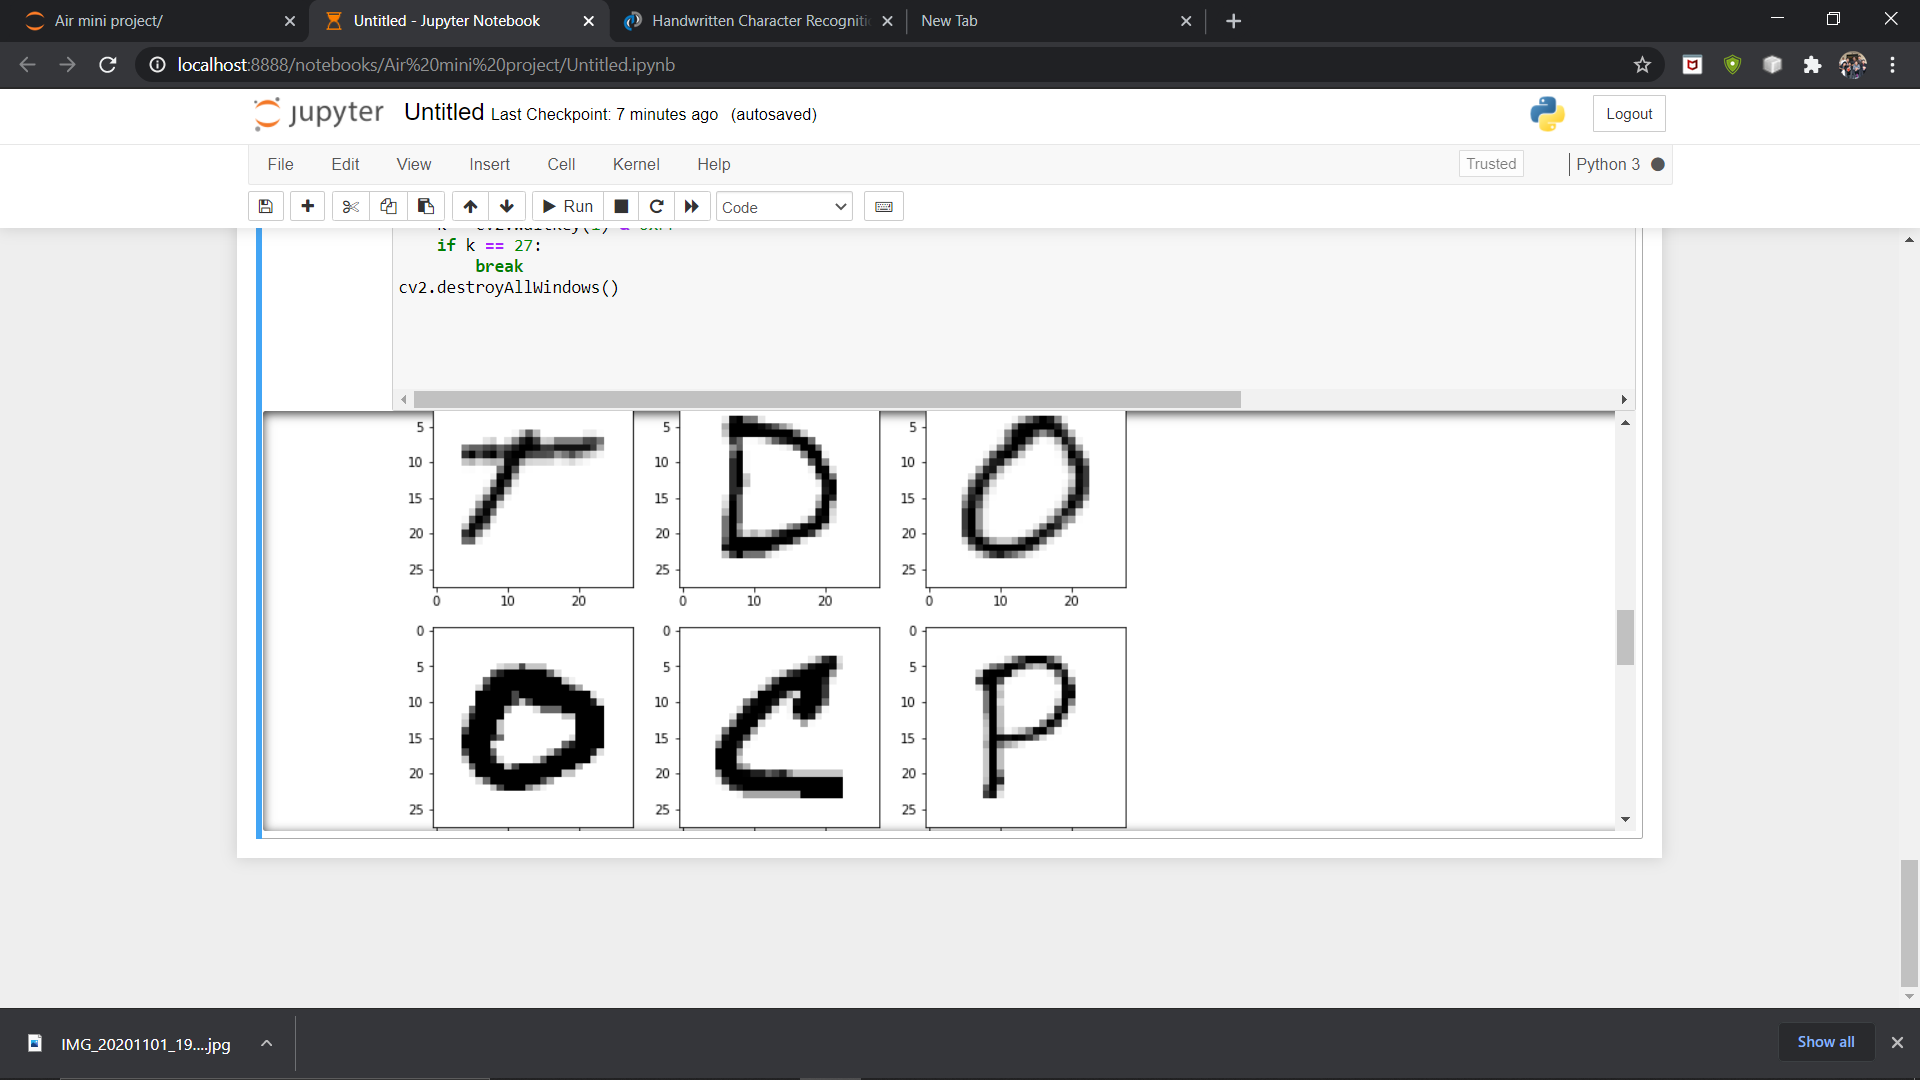 Air mini project/
Untitled - Jupyter Notebook
Handwritten Character Recogniti
New Tab
localhost:8888/notebooks/Air%20mini%20project/Untitled.ipynb
jupyter Untitled Last Checkpoint: 7 minutes ago (autosaved)
Logout
File Edit View Insert Cell Kernel Help
Trusted
Python 3
Run
Code
if k == 27:
break
cv2.destroyAllWindows()
5 5 5
10 10 10
15 15 15
20 20 20
25 25 25
0 10 20 0 10 20 0 10 20
T D O
0 0 0
5 5 5
10 10 10
15 15 15
20 20 20
25 25 25
O C P
IMG_20201101_19....jpg
Show all